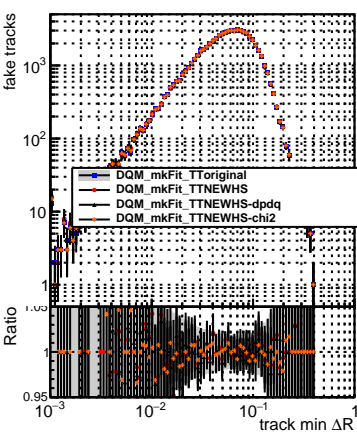 fake tracks
10³
10²
10
1
DQM_mkFit_TToriginal
DQM_mkFit_TTNEWHS
DQM_mkFit_TTNEWHS-dpdq
DQM_mkFit_TTNEWHS-chi2
Ratio
1.05
1
0.95
10⁻³ 10⁻² 10⁻¹ 1
track min ΔR